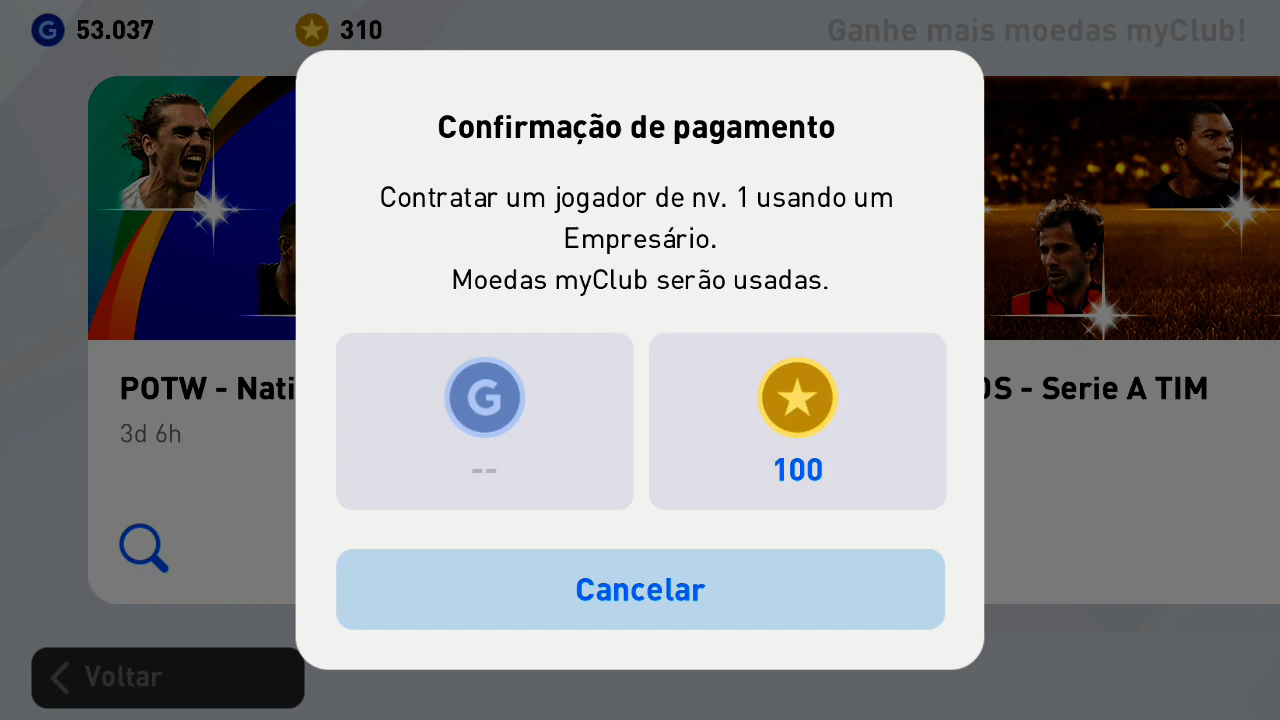 53.037
310
Ganhe mais moedas myClub!
Confirmação de pagamento
Contratar um jogador de nv. 1 usando um
Empresário.
Moedas myClub serão usadas.
G
--
100
Cancelar
POTW - Nati
3d 6h
OS - Serie A TIM
Voltar